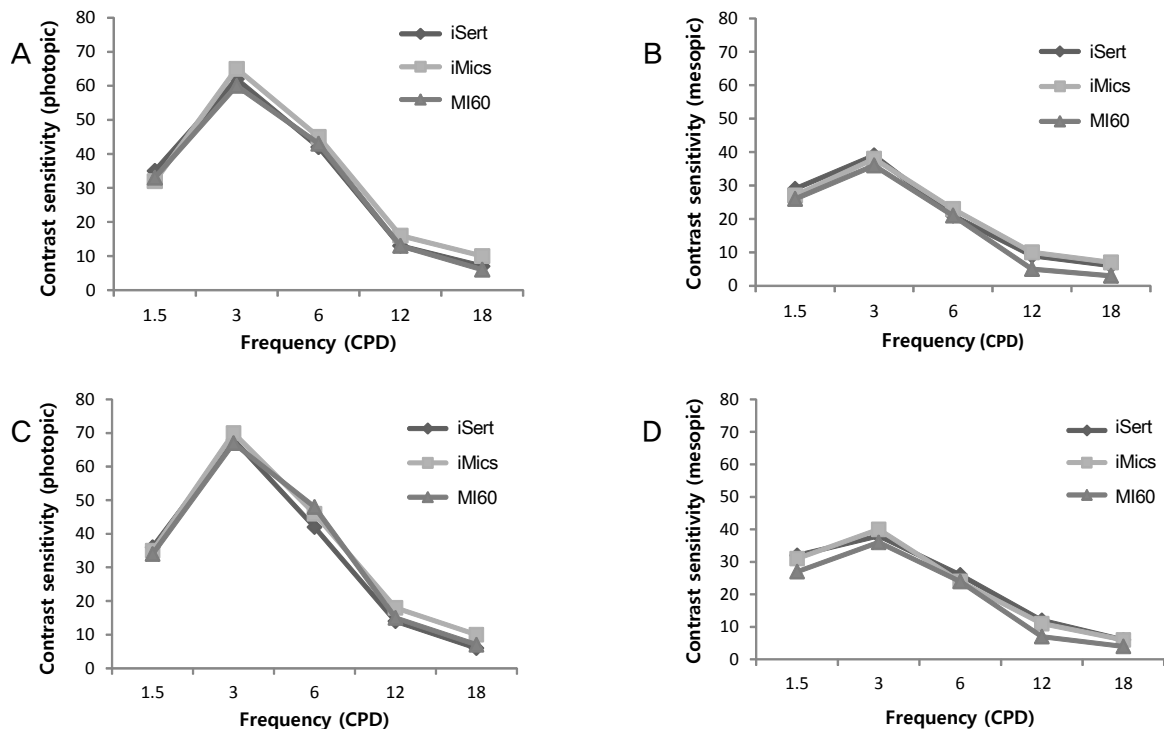 A
Contrast sensitivity (photopic)
80
70
60
50
40
30
20
10
0
iSert
iMics
MI60
1.5 3 6 12 18
Frequency (CPD)
B
Contrast sensitivity (mesopic)
80
70
60
50
40
30
20
10
0
iSert
iMics
MI60
1.5 3 6 12 18
Frequency (CPD)
C
Contrast sensitivity (photopic)
80
70
60
50
40
30
20
10
0
iSert
iMics
MI60
1.5 3 6 12 18
Frequency (CPD)
D
Contrast sensitivity (mesopic)
80
70
60
50
40
30
20
10
0
iSert
iMics
MI60
1.5 3 6 12 18
Frequency (CPD)